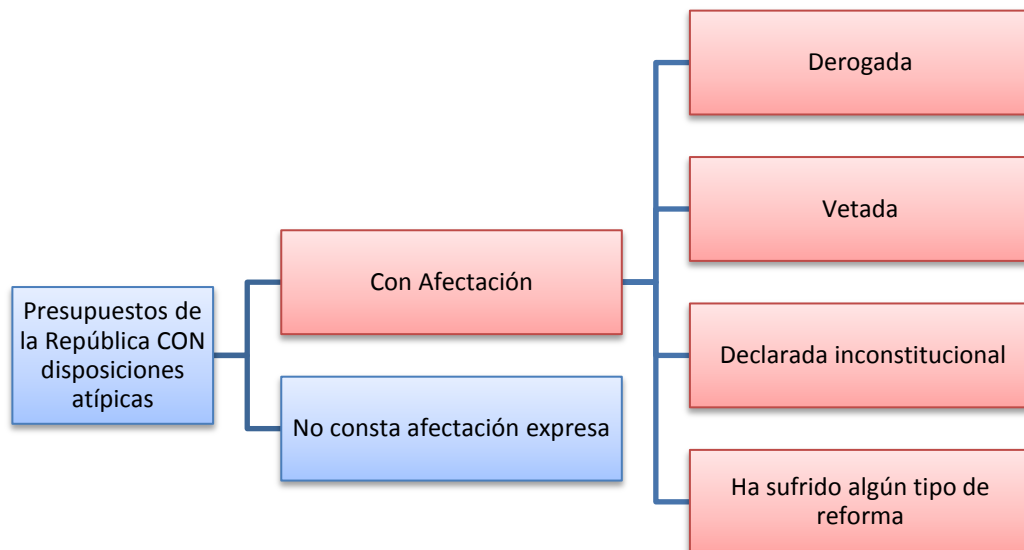 Presupuestos de
la República CON
disposiciones
atípicas
Con Afectación
No consta afectación expresa
Derogada
Vetada
Declarada inconstitucional
Ha sufrido algún tipo de
reforma